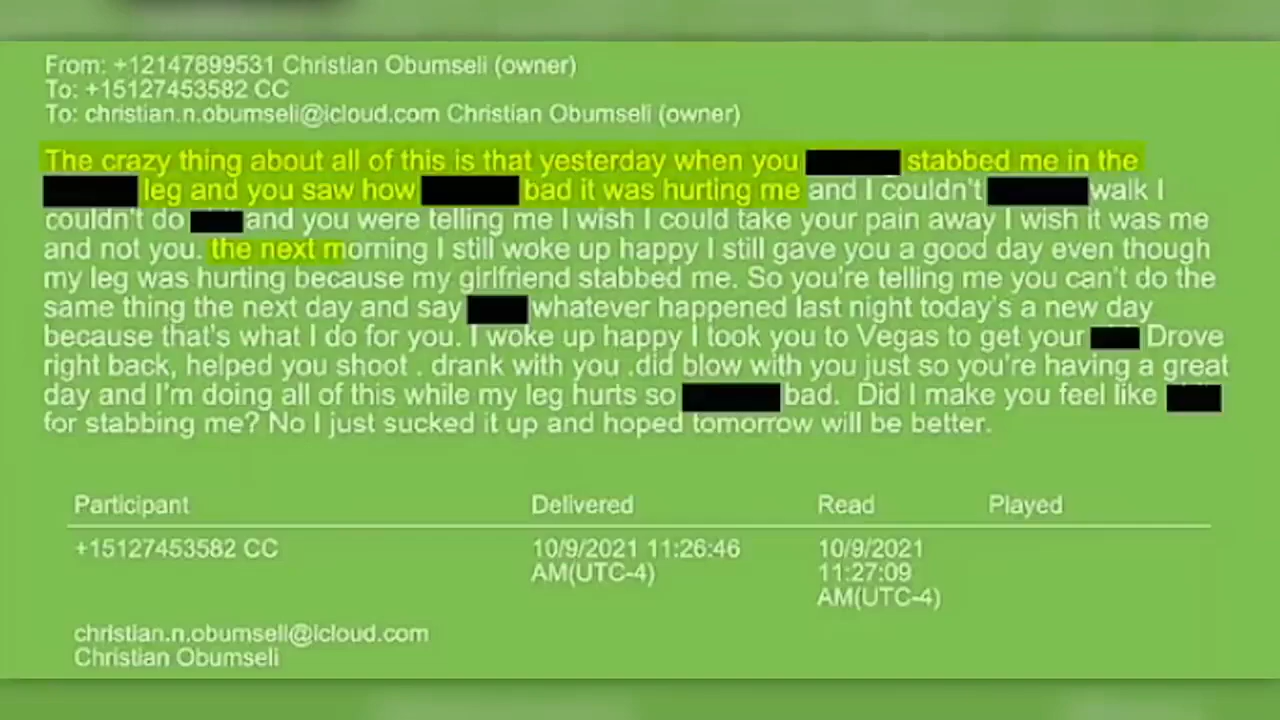 From: +12147899531 Christian Obumseli (owner)
To: +15127453582 CC
To: christian.n.obumseli@icloud.com Christian Obumseli (owner)
The crazy thing about all of this is that yesterday when you stabbed me in the
leg and you saw how bad it was hurting me and I couldn't walk I
couldn't do and you were telling me I wish I could take your pain away I wish it was me
and not you. the next morning I still woke up happy I still gave you a good day even though
my leg was hurting because my girlfriend stabbed me. So you're telling me you can't do the
same thing the next day and say whatever happened last night today's a new day
because that's what I do for you. I woke up happy I took you to Vegas to get your Drove
right back, helped you shoot . drank with you .did blow with you just so you're having a great
day and I'm doing all of this while my leg hurts so bad. Did I make you feel like
for stabbing me? No I just sucked it up and hoped tomorrow will be better.
Participant Delivered Read Played
+15127453582 CC 10/9/2021 11:26:46 10/9/2021
AM(UTC-4) 11:27:09
AM(UTC-4)
christian.n.obumseli@icloud.com
Christian Obumseli